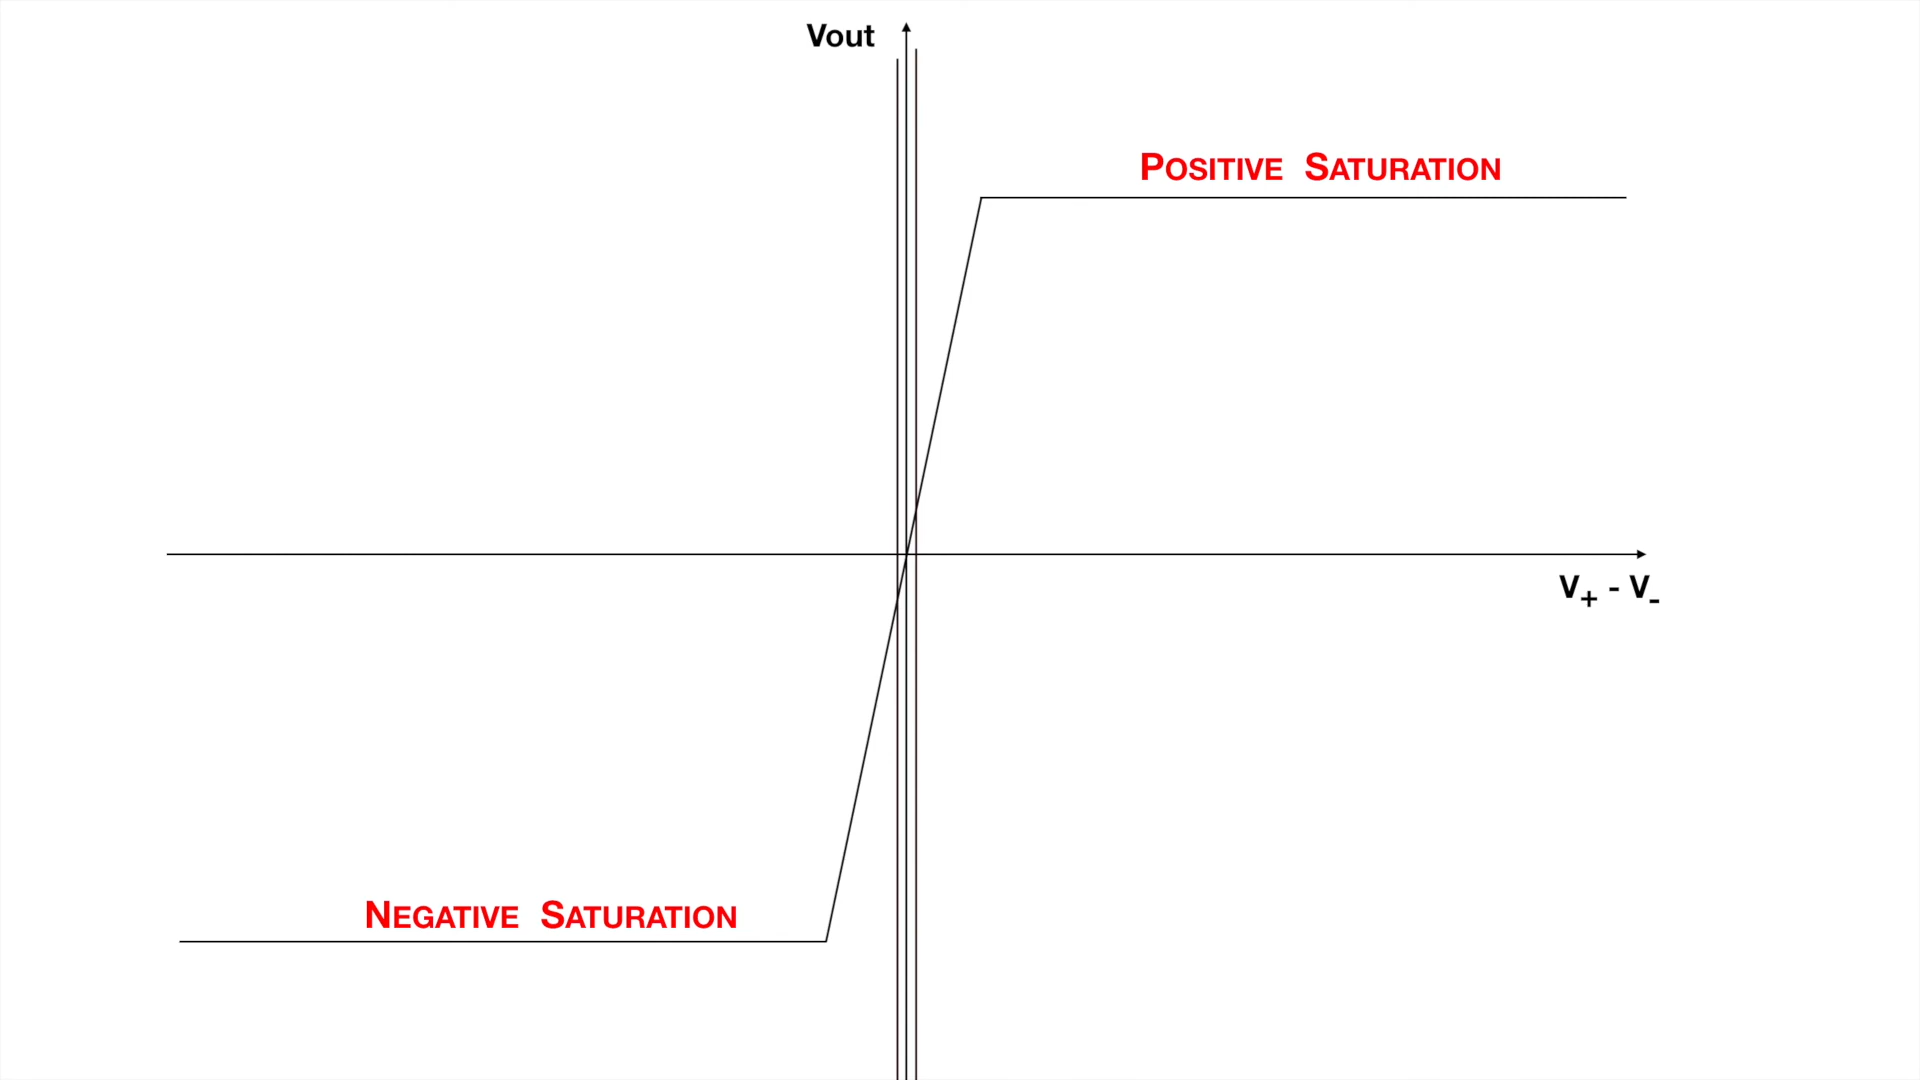 Vout
POSITIVE SATURATION
V₊ - V₋
NEGATIVE SATURATION